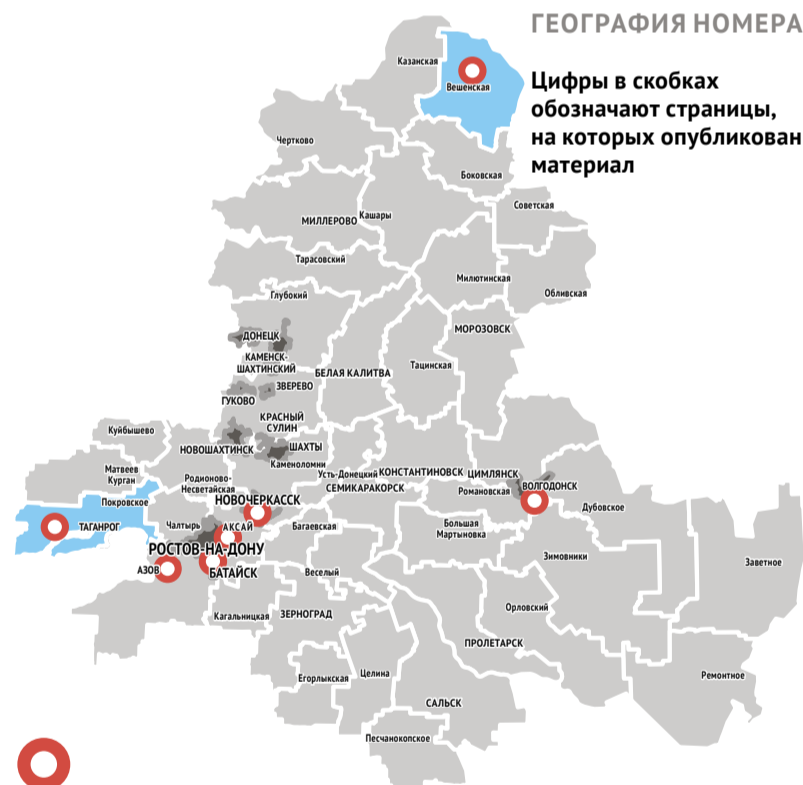 ГЕОГРАФИЯ НОМЕРА
Цифры в скобках
обозначают страницы,
на которых опубликован
материал
Казанская
Вешенская
Чертково
Боковская
Советская
МИЛЛЕРОВО
Кашары
Тарасовский
Милютинская
Обливская
Глубокий
МОРОЗОВСК
ДОНЕЦК
КАМЕНСК-
ШАХТИНСКИЙ
БЕЛАЯ КАЛИТВА
Тацинская
ЗВЕРЕВО
ГУКОВО
КРАСНЫЙ
СУЛИН
Куйбышево
НОВОШАХТИНСК
ШАХТЫ
Каменоломни
Матвеев
Курган
Родионово-
Несветайская
Усть-Донецкий
КОНСТАНТИНОВСК
ЦИМЛЯНСК
СЕМИКАРАКОРСК
Романовская
ВОЛГОДОНСК
Покровское
НОВОЧЕРКАССК
Дубовское
ТАГАНРОГ
Чалтырь
АКСАЙ
Багаевская
Большая
Мартыновка
РОСТОВ-НА-ДОНУ
Зимовники
Заветное
АЗОВ
БАТАЙСК
Веселый
Кагальницкая
ЗЕРНОГРАД
Орловский
ПРОЛЕТАРСК
Егорлыкская
Целина
Ремонтное
САЛЬСК
Песчанокопское